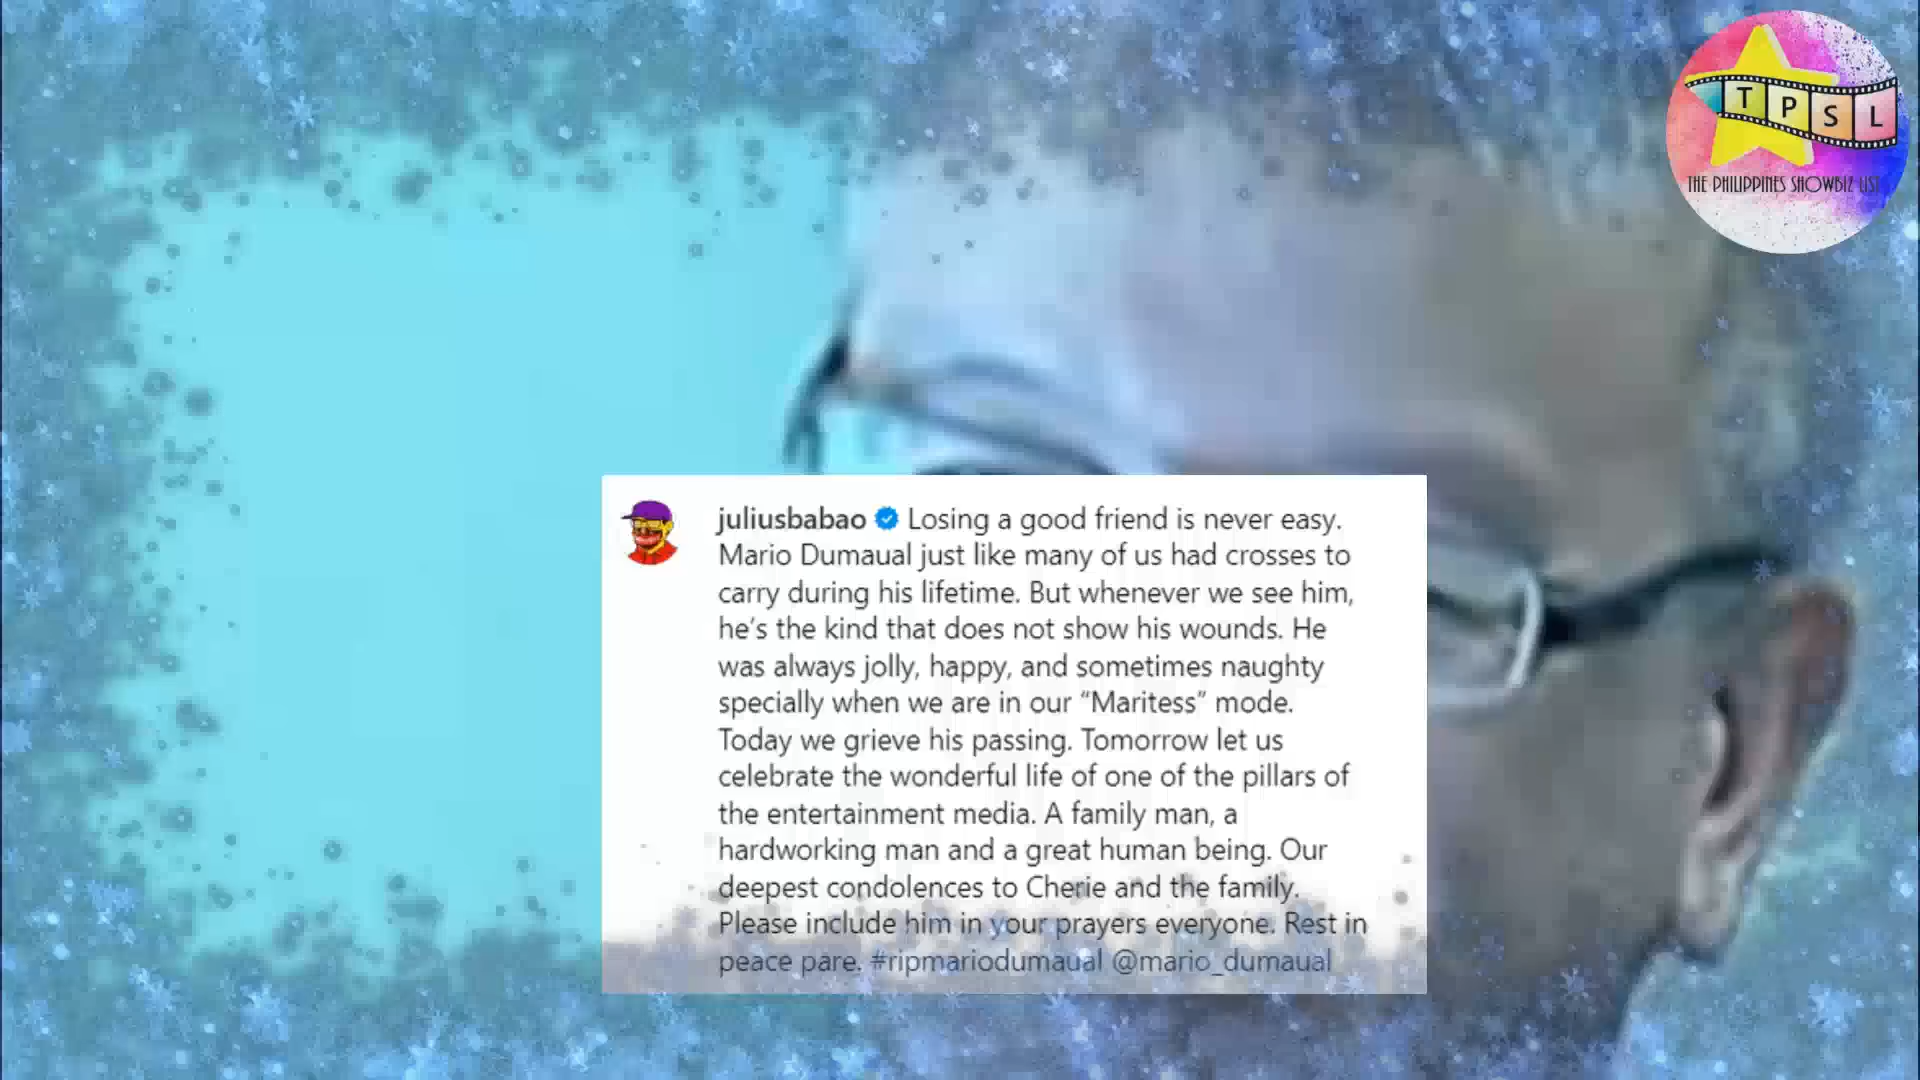 T P S L
THE PHILIPPINES SHOWBIZ LIST
juliusbabao Losing a good friend is never easy.
Mario Dumaual just like many of us had crosses to
carry during his lifetime. But whenever we see him,
he’s the kind that does not show his wounds. He
was always jolly, happy, and sometimes naughty
specially when we are in our “Maritess” mode.
Today we grieve his passing. Tomorrow let us
celebrate the wonderful life of one of the pillars of
the entertainment media. A family man, a
hardworking man and a great human being. Our
deepest condolences to Cherie and the family.
Please include him in your prayers everyone. Rest in
peace pare. #ripmariodumaual @mario_dumaual